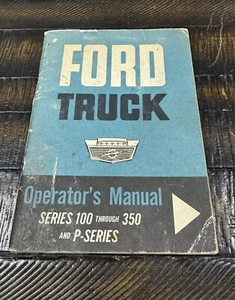 FORD
TRUCK
Operator's Manual
SERIES 100 THROUGH 350
AND P-SERIES